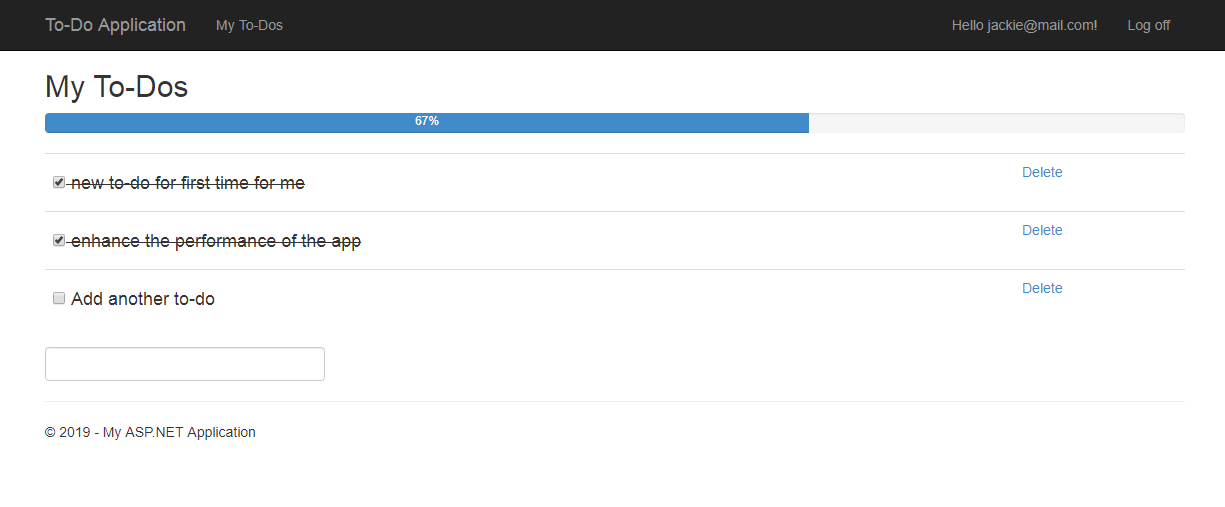 To-Do Application My To-Dos Hello jackie@mail.com! Log off
My To-Dos
67%
new to-do for first time for me Delete
enhance the performance of the app Delete
Add another to-do Delete
© 2019 - My ASP.NET Application